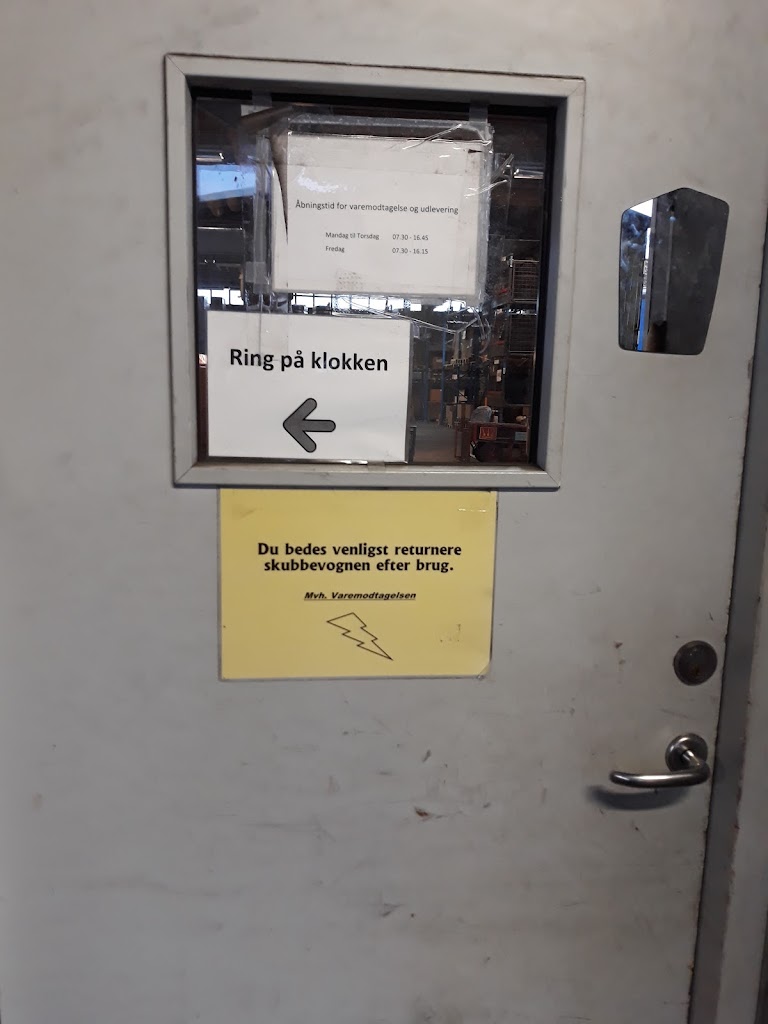 Åbningstid for varemodtagelse og udlevering
Mandag til Torsdag 07.30 - 16.45
Fredag 07.30 - 16.15
Ring på klokken
Du bedes venligst returnere
skubbevognen efter brug.
Mvh. Varemodtagelsen